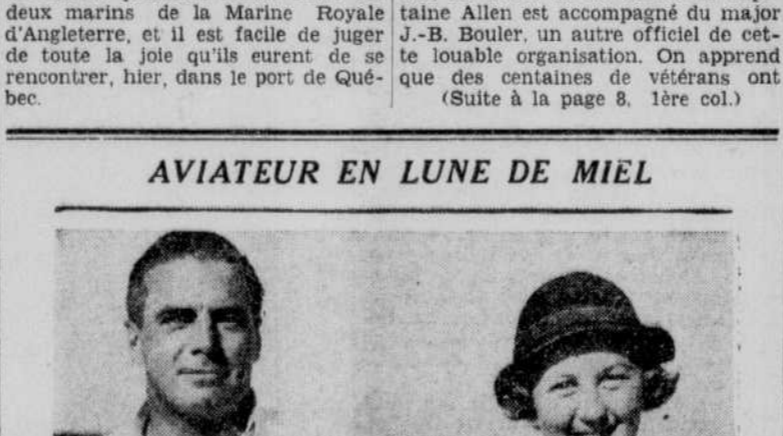 deux marins de la Marine Royale
d'Angleterre, et il est facile de juger
de toute la joie qu'ils eurent de se
rencontrer, hier, dans le port de Qué-
bec.
taine Allen est accompagné du major
J.-B. Bouler, un autre officier de cet-
te louable organisation. On apprend
que des centaines de vétérans ont
(Suite à la page 8, 1ère col.)
AVIATEUR EN LUNE DE MIEL